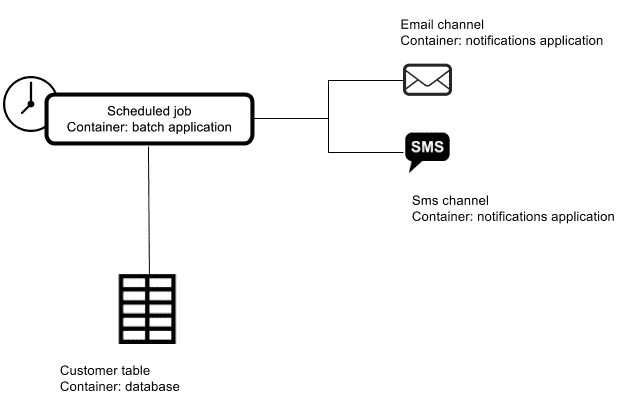 Email channel
Container: notifications application
Scheduled job
Container: batch application
SMS
Sms channel
Container: notifications application
Customer table
Container: database